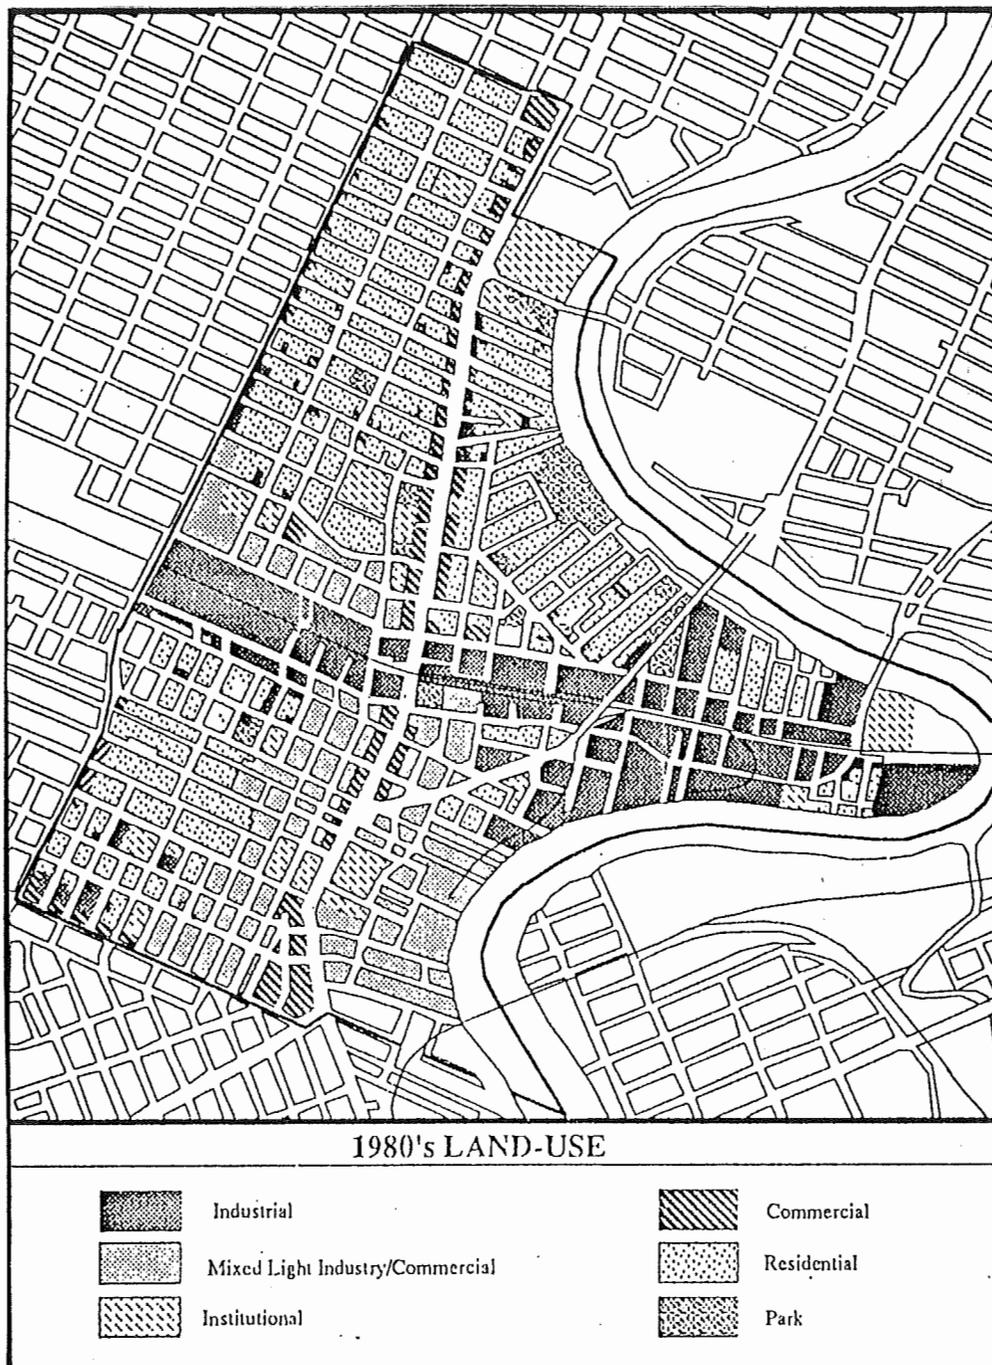 1980's LAND-USE
Industrial
Mixed Light Industry/Commercial
Institutional
Commercial
Residential
Park